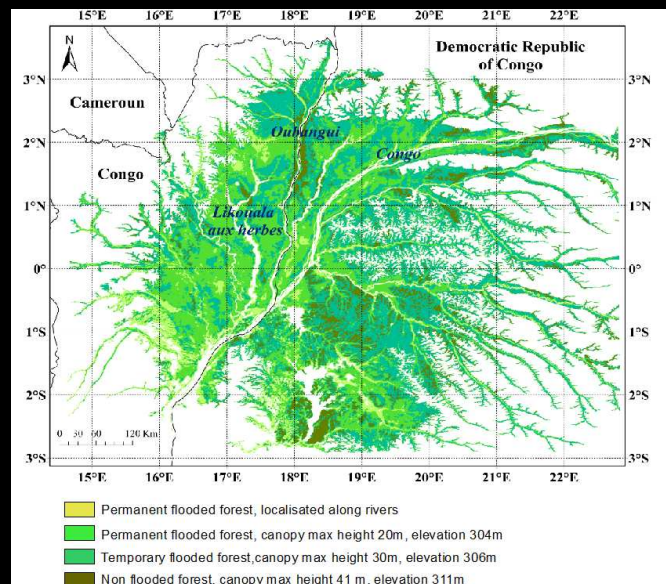 15°E 16°E 17°E 18°E 19°E 20°E 21°E 22°E
N
Democratic Republic
of Congo
3°N 3°N
Cameroun
Oubangui
2°N 2°N
Congo
Congo
1°N 1°N
Likouala
aux herbes
0° 0°
1°S 1°S
2°S 2°S
0 30 60 120 Km
3°S 3°S
15°E 16°E 17°E 18°E 19°E 20°E 21°E 22°E
Permanent flooded forest, localisated along rivers
Permanent flooded forest, canopy max height 20m, elevation 304m
Temporary flooded forest,canopy max height 30m, elevation 306m
Non flooded forest, canopy max height 41 m, elevation 311m